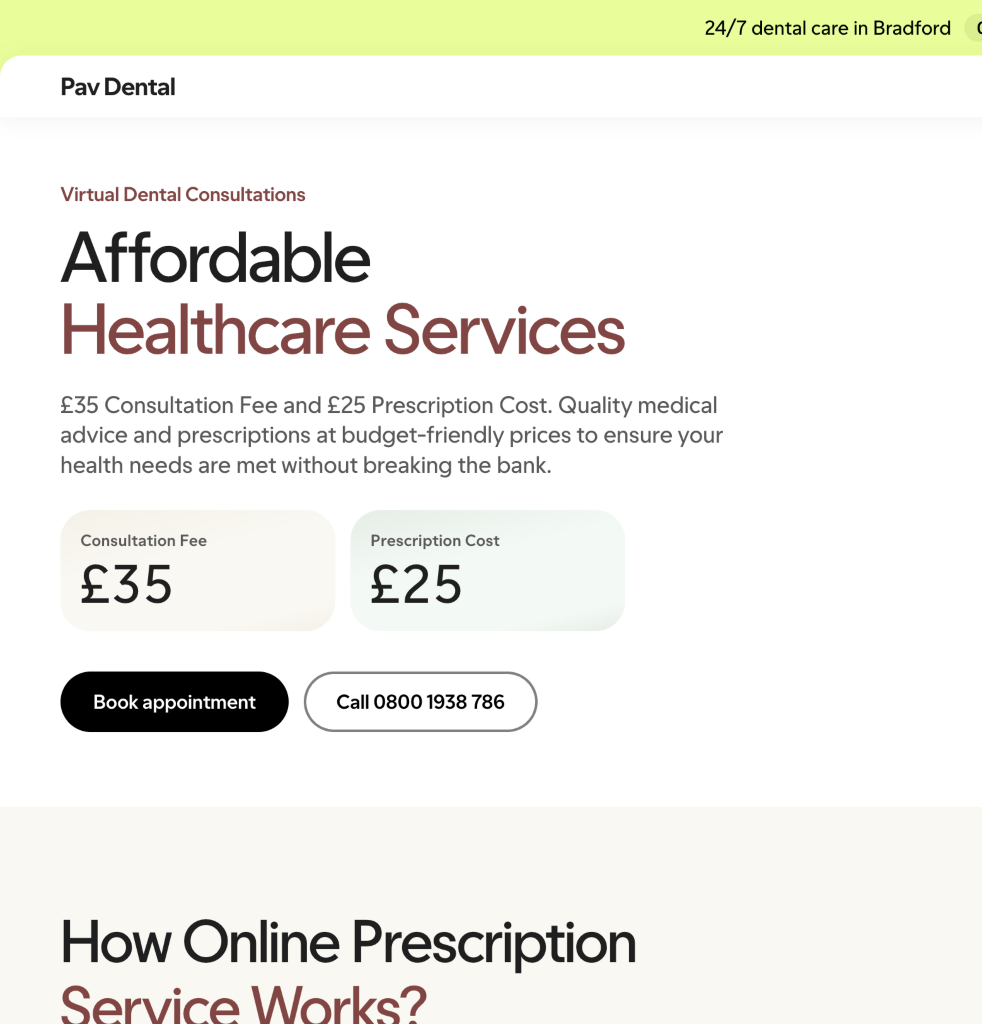 24/7 dental care in Bradford
Pav Dental
Virtual Dental Consultations
Affordable
Healthcare Services
£35 Consultation Fee and £25 Prescription Cost. Quality medical
advice and prescriptions at budget-friendly prices to ensure your
health needs are met without breaking the bank.
Consultation Fee
£35
Prescription Cost
£25
Book appointment
Call 0800 1938 786
How Online Prescription
Service Works?